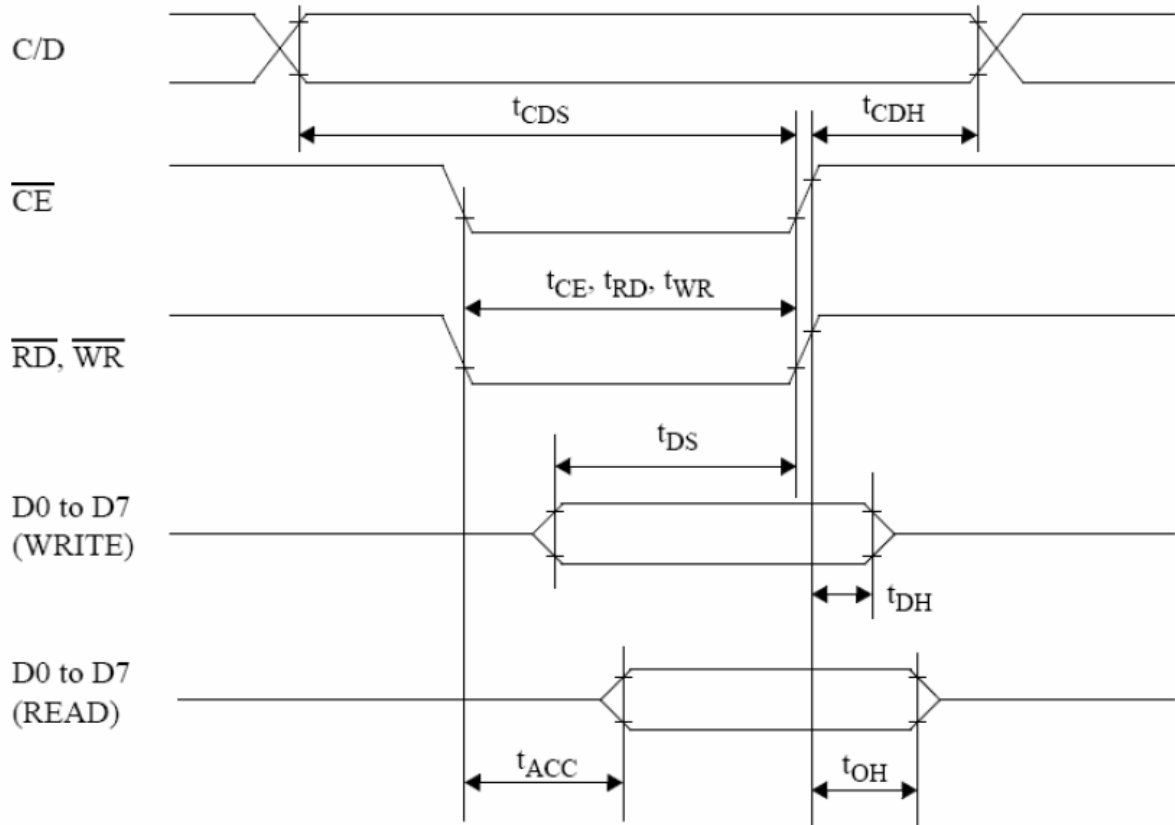 C/D
tCDS
tCDH
CE
tCE, tRD, tWR
RD, WR
tDS
D0 to D7
(WRITE)
tDH
D0 to D7
(READ)
tACC
tOH